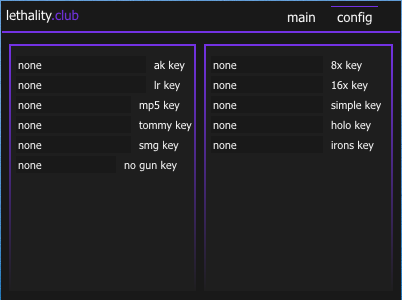 lethality.club
main
config
none ak key
none lr key
none mp5 key
none tommy key
none smg key
none no gun key
none 8x key
none 16x key
none simple key
none holo key
none irons key